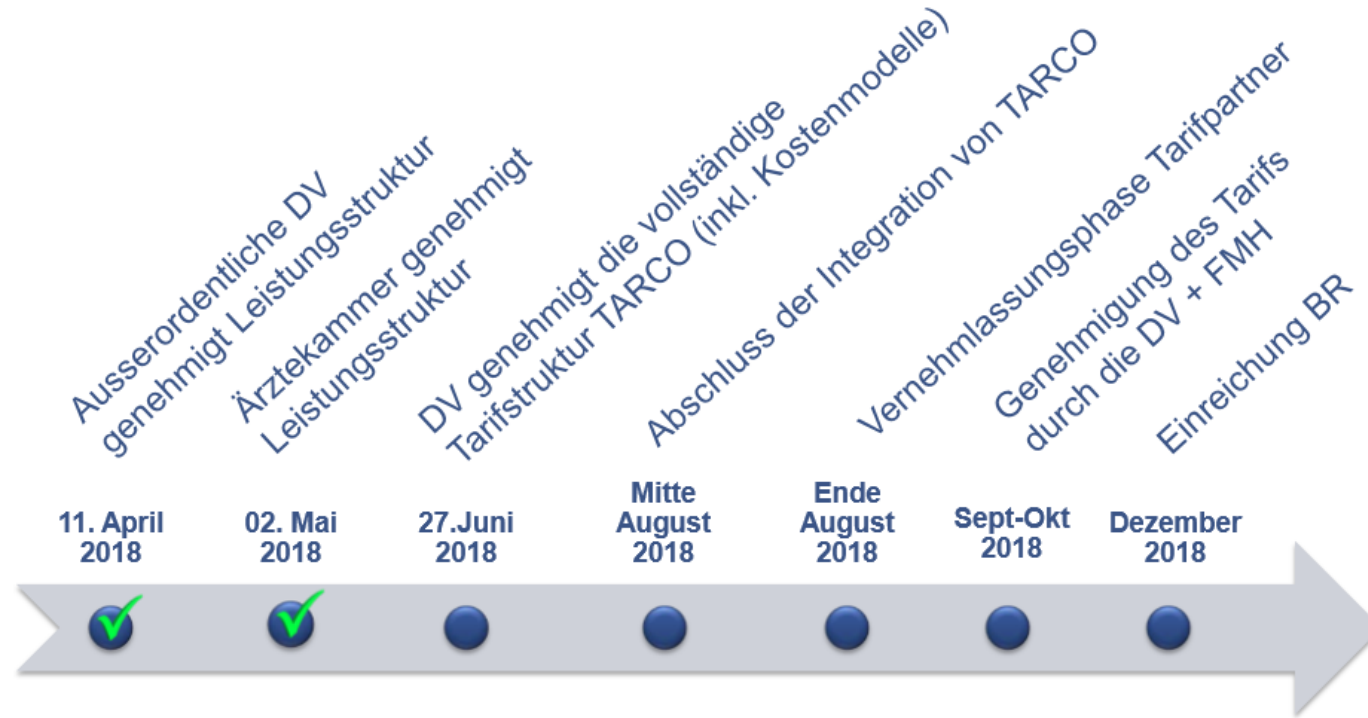 Ausserordentliche DV
genehmigt Leistungsstruktur
Ärztekammer genehmigt
Leistungsstruktur
DV genehmigt die vollständige
Tarifstruktur TARCO (inkl. Kostenmodelle)
Abschluss der Integration von TARCO
Vernehmlassungsphase Tarifpartner
Genehmigung des Tarifs
durch die DV + FMH
Einreichung BR
11. April
2018
02. Mai
2018
27.Juni
2018
Mitte
August
2018
Ende
August
2018
Sept-Okt
2018
Dezember
2018